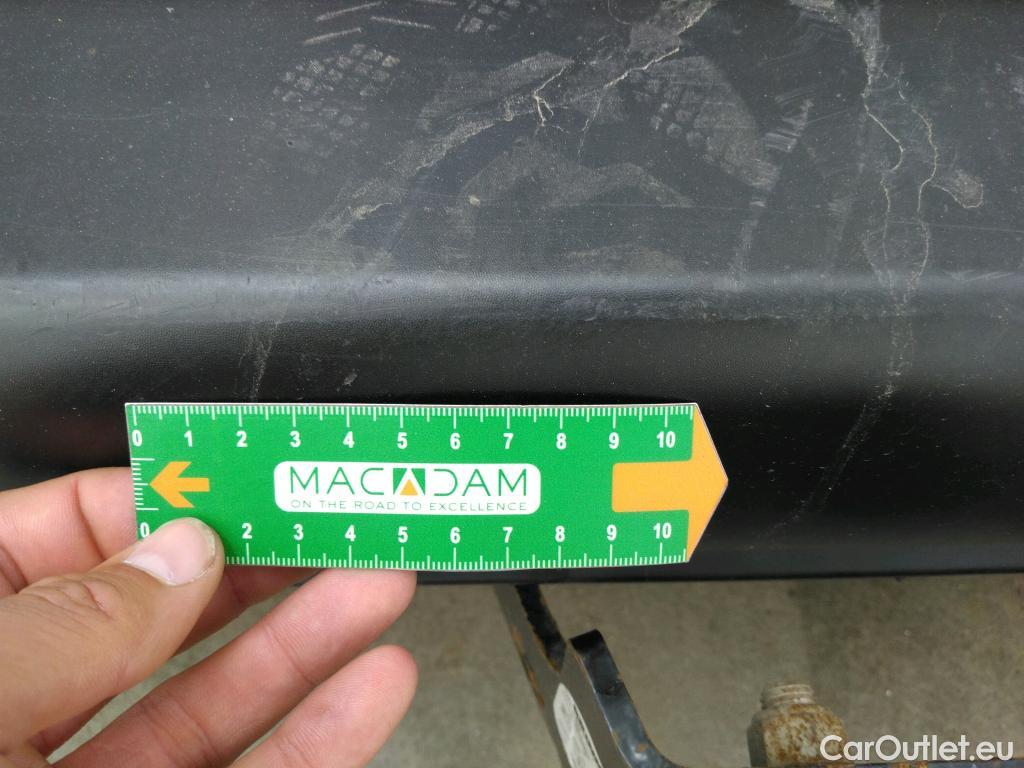 0 1 2 3 4 5 6 7 8 9 10
MACADAM
ON THE ROAD TO EXCELLENCE
0 2 3 4 5 6 7 8 9 10
CarOutlet.eu